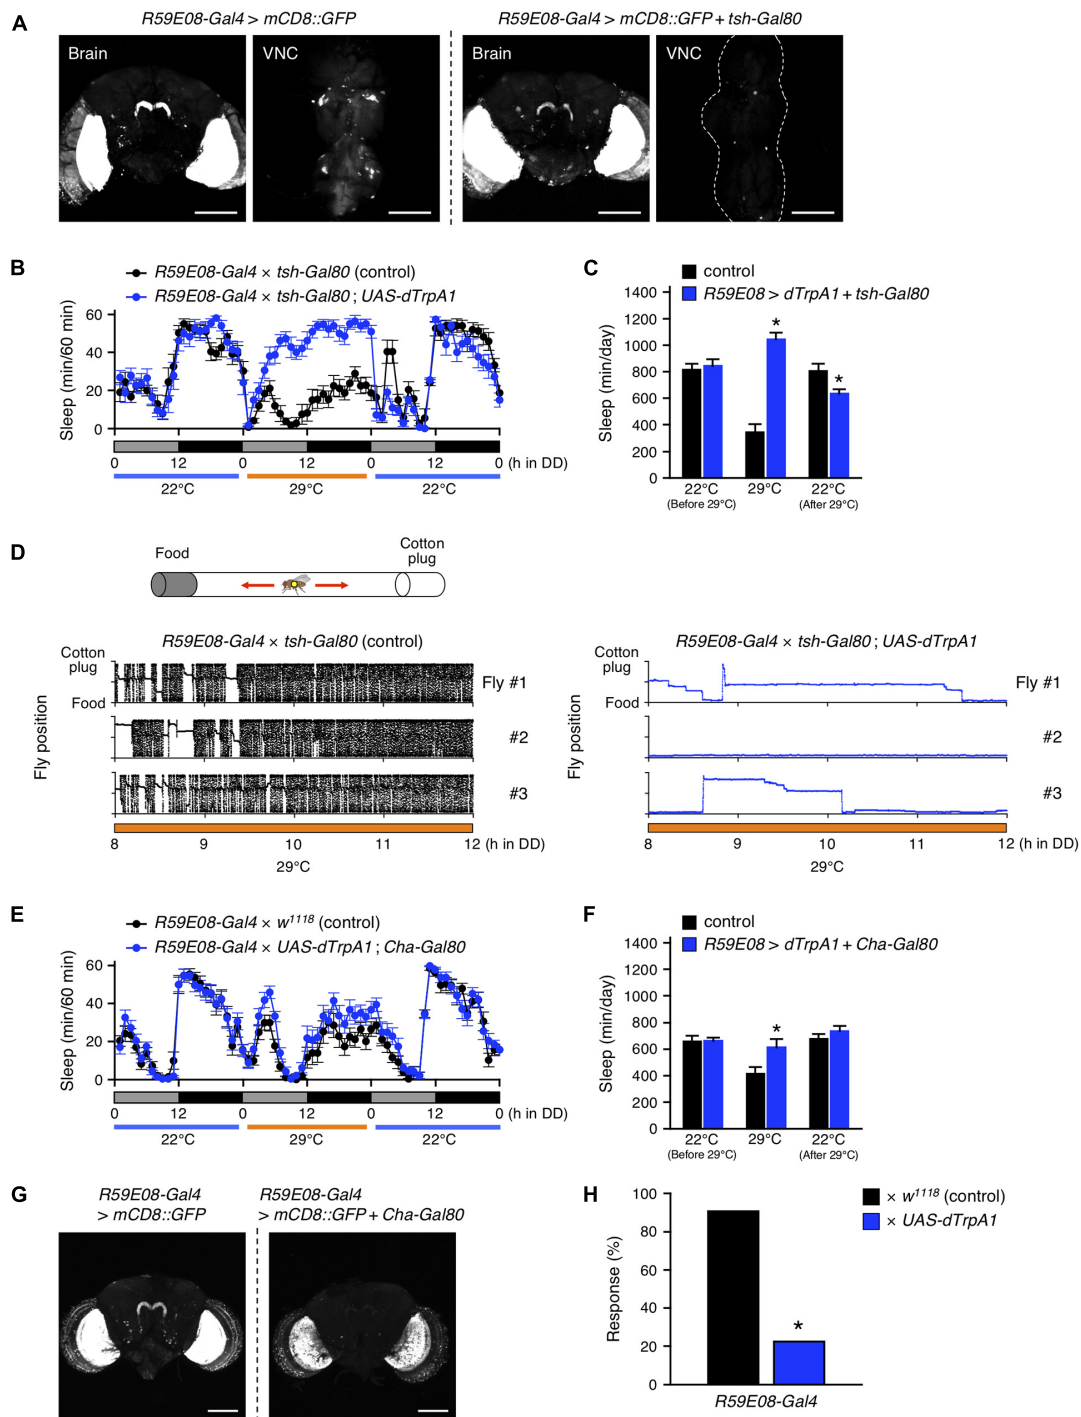 A
R59E08-Gal4 > mCD8::GFP
R59E08-Gal4 > mCD8::GFP + tsh-Gal80
Brain
VNC
Brain
VNC
B
R59E08-Gal4 × tsh-Gal80 (control)
R59E08-Gal4 × tsh-Gal80 ; UAS-dTrpA1
Sleep (min/60 min)
60
40
20
0
0 12 0 12 0 12 0 (h in DD)
22°C 29°C 22°C
C
control
R59E08 > dTrpA1 + tsh-Gal80
Sleep (min/day)
1400
1200
1000
800
600
400
200
0
* *
22°C 29°C 22°C
(Before 29°C) (After 29°C)
D
Food
Cotton
plug
R59E08-Gal4 × tsh-Gal80 (control)
Fly position
Cotton
plug
Food
Fly #1
#2
#3
8 9 10 11 12 (h in DD)
29°C
R59E08-Gal4 × tsh-Gal80 ; UAS-dTrpA1
Fly position
Cotton
plug
Food
Fly #1
#2
#3
8 9 10 11 12 (h in DD)
29°C
E
R59E08-Gal4 × w1118 (control)
R59E08-Gal4 × UAS-dTrpA1 ; Cha-Gal80
Sleep (min/60 min)
60
40
20
0
0 12 0 12 0 12 0 (h in DD)
22°C 29°C 22°C
F
control
R59E08 > dTrpA1 + Cha-Gal80
Sleep (min/day)
1400
1200
1000
800
600
400
200
0
*
22°C 29°C 22°C
(Before 29°C) (After 29°C)
G
R59E08-Gal4
> mCD8::GFP
R59E08-Gal4
> mCD8::GFP + Cha-Gal80
H
× w1118 (control)
× UAS-dTrpA1
Response (%)
100
80
60
40
20
0
*
R59E08-Gal4